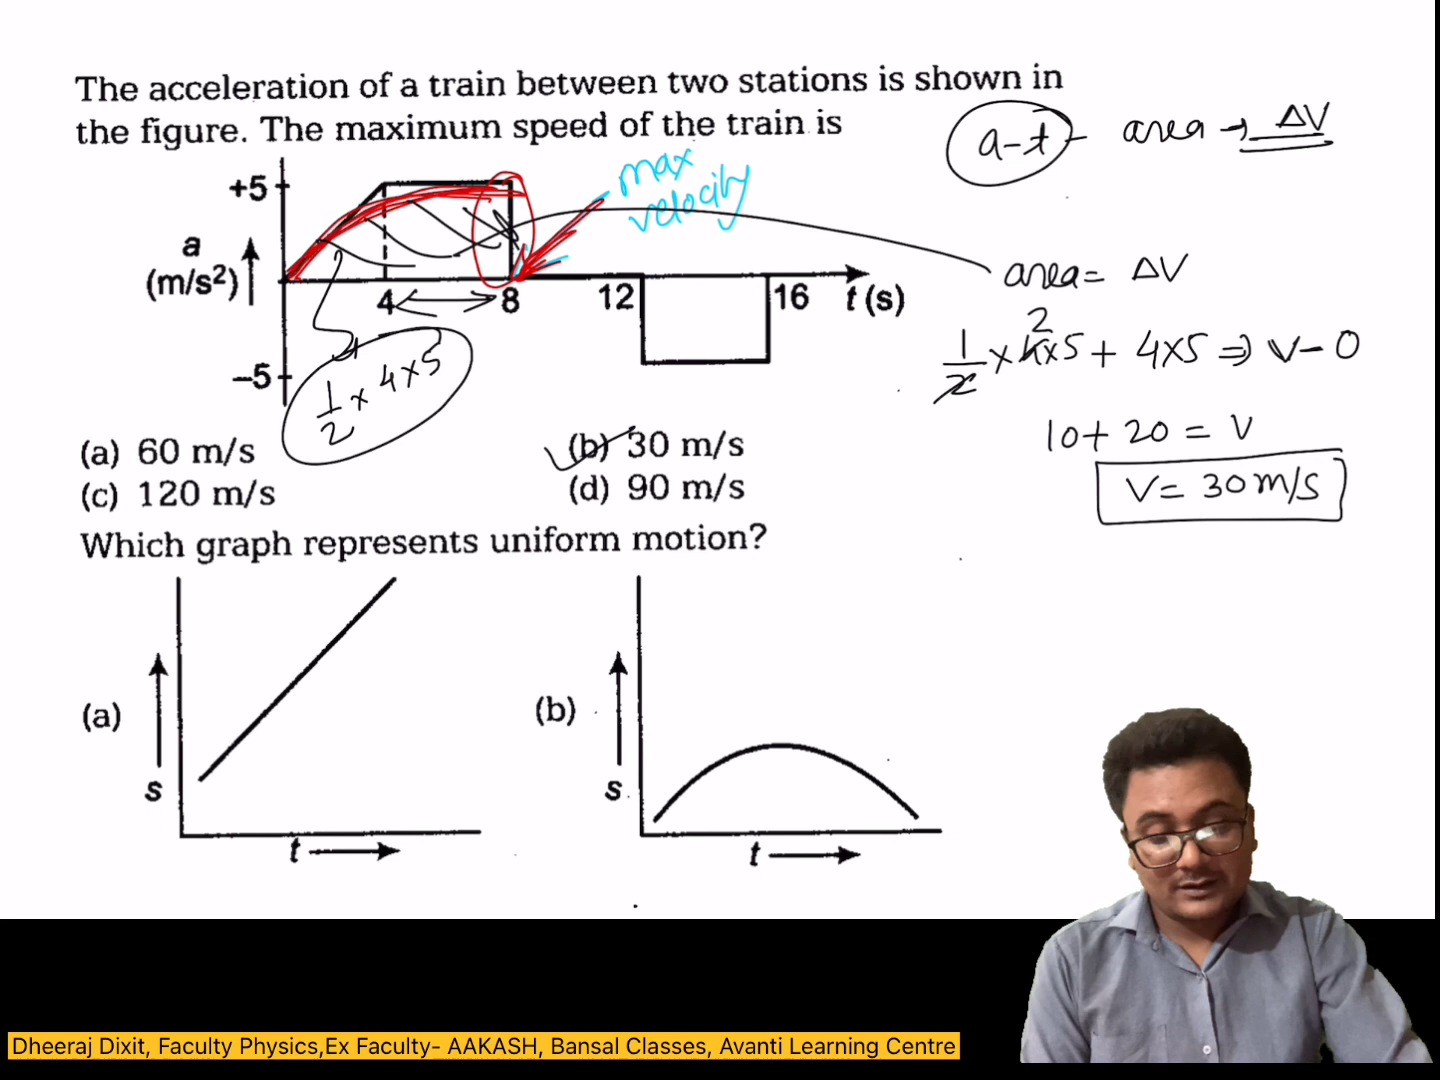 The acceleration of a train between two stations is shown in
the figure. The maximum speed of the train is
a-t - area → ΔV
+5
max
velocity
a
(m/s²)
4
8
12
16
t (s)
-5
1/2 × 4×5
area = ΔV
2
1/2 × 4×5 + 4×5 ⇒ V-0
10+ 20 = V
V= 30 m/s
(a) 60 m/s
(b) 30 m/s
(c) 120 m/s
(d) 90 m/s
Which graph represents uniform motion?
(a)
s
t
(b)
s
t
Dheeraj Dixit, Faculty Physics,Ex Faculty- AAKASH, Bansal Classes, Avanti Learning Centre